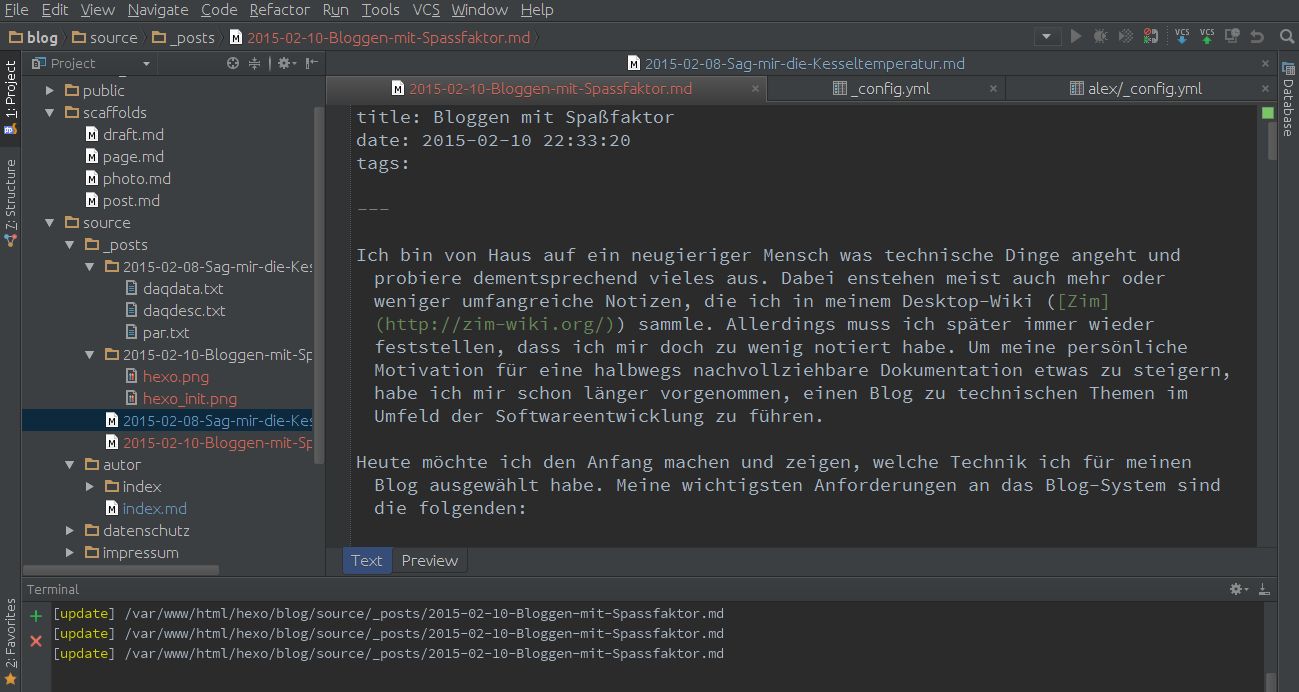 File Edit View Navigate Code Refactor Run Tools VCS Window Help
blog source _posts 2015-02-10-Bloggen-mit-Spassfaktor.md VCS VCS
1: Project
7: Structure
2: Favorites
Project
public
scaffolds
draft.md
page.md
photo.md
post.md
source
_posts
2015-02-08-Sag-mir-die-Kes
daqdata.txt
daqdesc.txt
par.txt
2015-02-10-Bloggen-mit-Sp
hexo.png
hexo_init.png
2015-02-08-Sag-mir-die-Kes
2015-02-10-Bloggen-mit-Sp
autor
index
index.md
datenschutz
impressum
2015-02-08-Sag-mir-die-Kesseltemperatur.md
2015-02-10-Bloggen-mit-Spassfaktor.md _config.yml alex/_config.yml
title: Bloggen mit Spaßfaktor
date: 2015-02-10 22:33:20
tags:
---
Ich bin von Haus auf ein neugieriger Mensch was technische Dinge angeht und
probiere dementsprechend vieles aus. Dabei enstehen meist auch mehr oder
weniger umfangreiche Notizen, die ich in meinem Desktop-Wiki ([Zim]
(http://zim-wiki.org/)) sammle. Allerdings muss ich später immer wieder
feststellen, dass ich mir doch zu wenig notiert habe. Um meine persönliche
Motivation für eine halbwegs nachvollziehbare Dokumentation etwas zu steigern,
habe ich mir schon länger vorgenommen, einen Blog zu technischen Themen im
Umfeld der Softwareentwicklung zu führen.
Heute möchte ich den Anfang machen und zeigen, welche Technik ich für meinen
Blog ausgewählt habe. Meine wichtigsten Anforderungen an das Blog-System sind
die folgenden:
Text Preview
Database
Terminal
[update] /var/www/html/hexo/blog/source/_posts/2015-02-10-Bloggen-mit-Spassfaktor.md
[update] /var/www/html/hexo/blog/source/_posts/2015-02-10-Bloggen-mit-Spassfaktor.md
[update] /var/www/html/hexo/blog/source/_posts/2015-02-10-Bloggen-mit-Spassfaktor.md